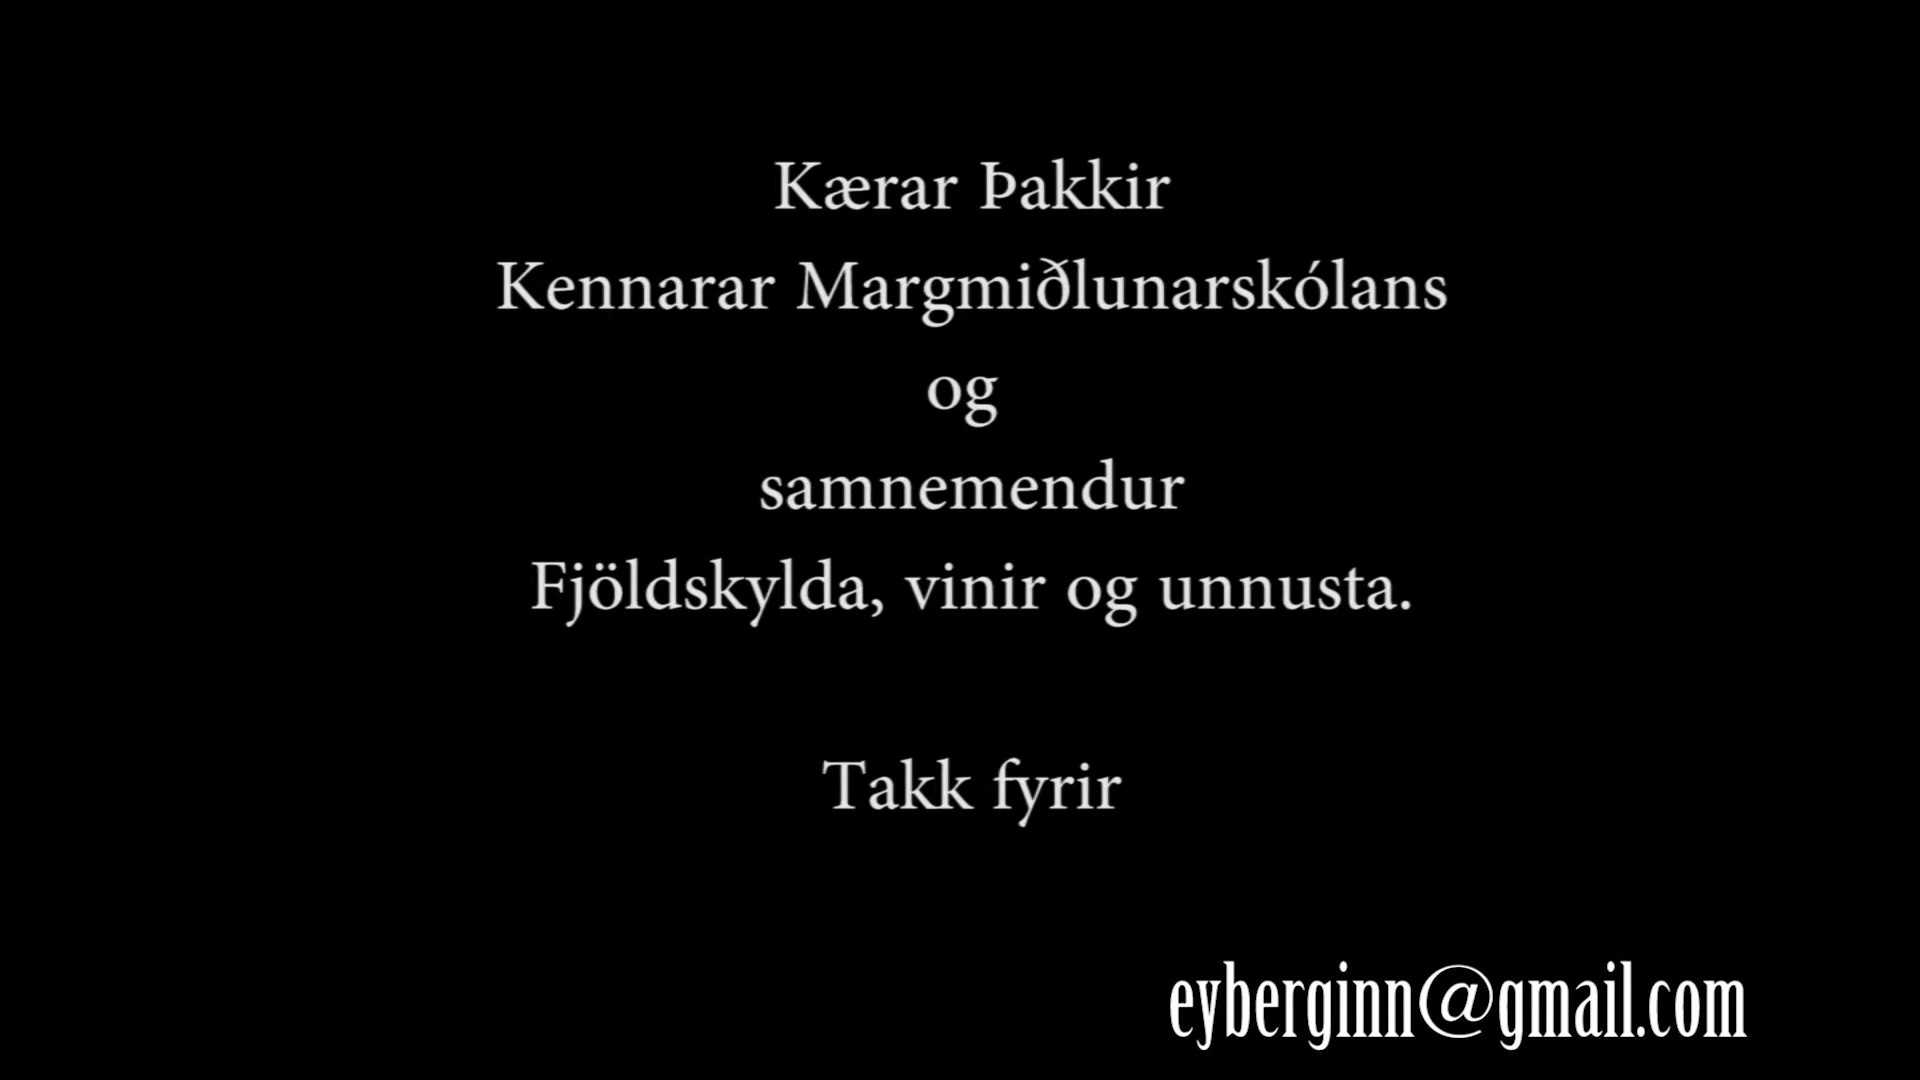 Kærar Þakkir
Kennarar Margmiðlunarskólans
og
samnemendur
Fjöldskylda, vinir og unnusta.
Takk fyrir
eyberginn@gmail.com